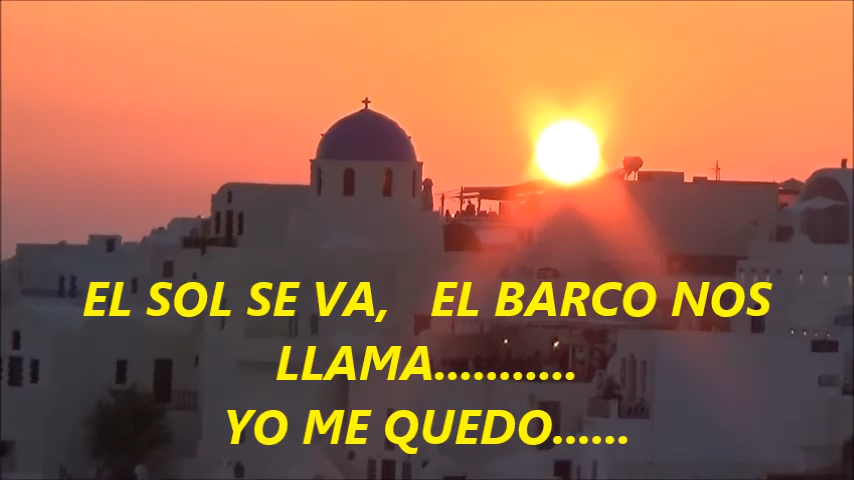 EL SOL SE VA,   EL BARCO NOS
LLAMA...........
YO ME QUEDO......